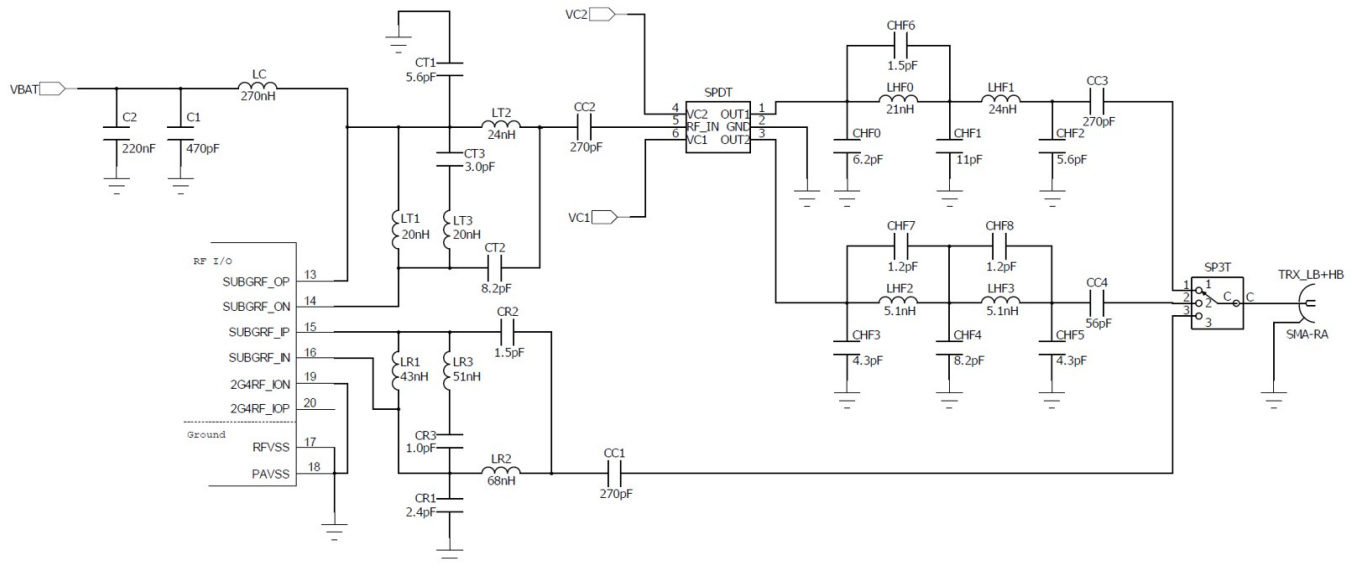 VC2
CHF6
1.5pF
CT1
5.6pF
LC
270nH
VBAT
SPDT
LHF0
21nH
LHF1
24nH
CC3
270pF
C2
220nF
C1
470pF
LT2
24nH
CC2
270pF
4 VC2 OUT1 1
5 RF_IN GND 2
6 VC1 OUT2 3
CHF0
6.2pF
CHF1
11pF
CHF2
5.6pF
CT3
3.0pF
VC1
LT1
20nH
LT3
20nH
CT2
8.2pF
CHF7
1.2pF
CHF8
1.2pF
RF I/O
SUBGRF_OP 13
SUBGRF_ON 14
SUBGRF_IP 15
SUBGRF_IN 16
2G4RF_ION 19
2G4RF_IOP 20
Ground
RFVSS 17
PAVSS 18
LHF2
5.1nH
LHF3
5.1nH
CC4
56pF
SP3T
1 1
2 2 C C
3 3
TRX_LB+HB
SMA-RA
CHF3
4.3pF
CHF4
8.2pF
CHF5
4.3pF
CR2
1.5pF
LR1
43nH
LR3
51nH
CR3
1.0pF
LR2
68nH
CC1
270pF
CR1
2.4pF